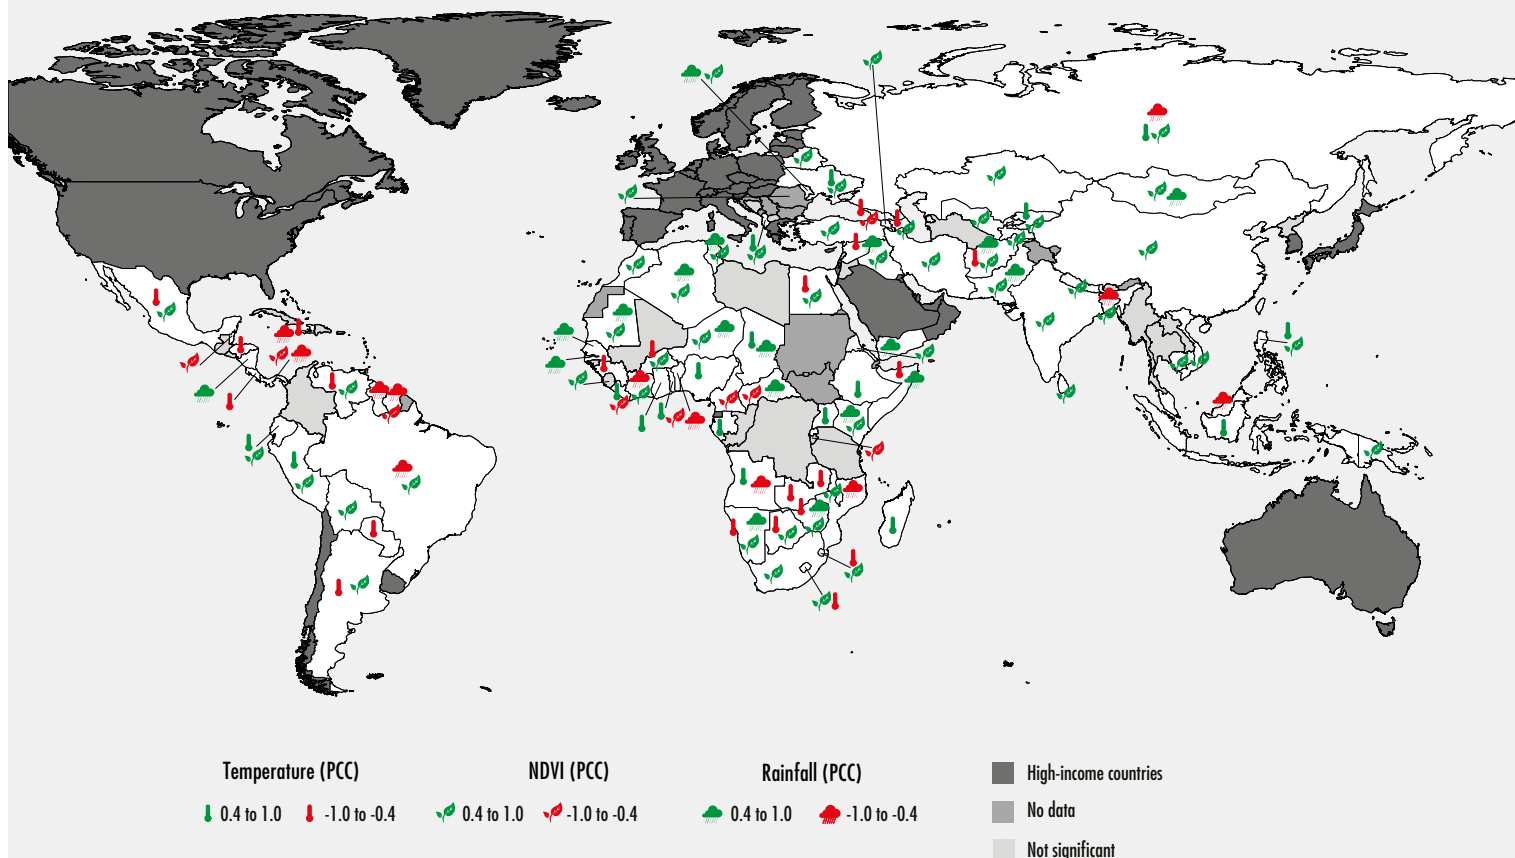 Temperature (PCC) NDVI (PCC) Rainfall (PCC)
0.4 to 1.0 -1.0 to -0.4 0.4 to 1.0 -1.0 to -0.4 0.4 to 1.0 -1.0 to -0.4
High-income countries
No data
Not significant